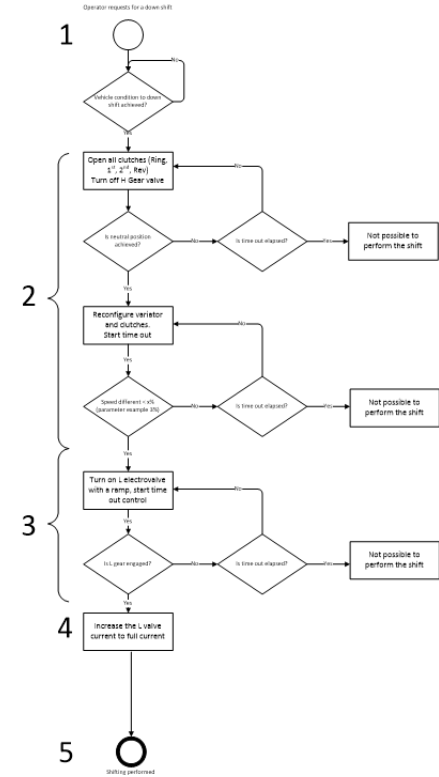 Operator requests for a down shift
1
No
Vehicle condition to down
shift achieved?
Yes
Open all clutches (Ring,
1st, 2nd, Rev)
Turn off H Gear valve
No
Is neutral position
achieved?
No
Is time out elapsed?
Yes
Not possible to
perform the shift
2
Yes
Reconfigure variator
and clutches.
Start time out
No
Yes
Speed different < x%
(parameter example 3%)
No
Is time out elapsed?
Yes
Not possible to
perform the shift
Yes
Turn on L electrovalve
with a ramp, start time
out control
No
3
Yes
Is L gear engaged?
No
Is time out elapsed?
Yes
Not possible to
perform the shift
Yes
4
Increase the L valve
current to full current
5
Shifting performed